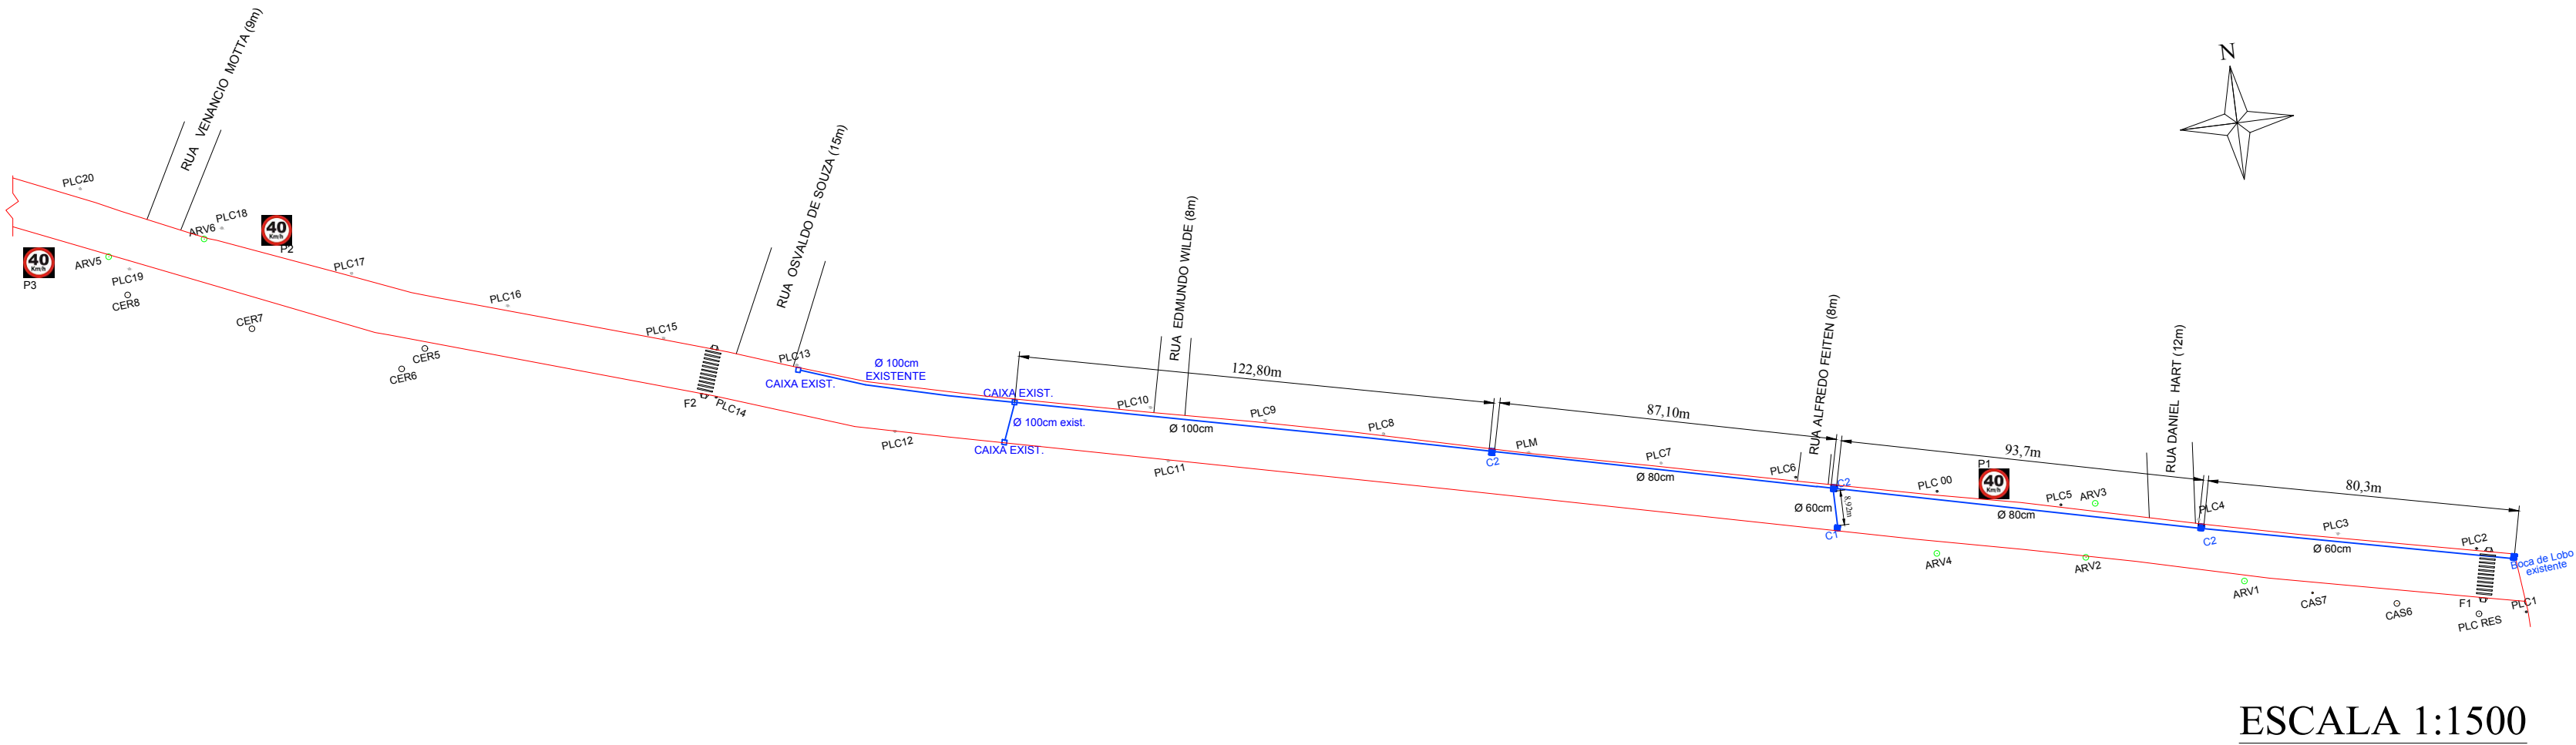 N
RUA VENANCIO MOTTA (9m)
PLC20
ARV6
PLC18
40
Km/h
P2
40
Km/h
P3
ARV5
PLC19
CER8
PLC17
CER7
PLC16
CER5
CER6
PLC15
RUA OSVALDO DE SOUZA (15m)
F2
PLC14
PLC13
CAIXA EXIST.
Ø 100cm
EXISTENTE
PLC12
CAIXA EXIST.
Ø 100cm exist.
CAIXA EXIST.
122,80m
RUA EDMUNDO WILDE (8m)
PLC10
Ø 100cm
PLC11
PLC9
PLC8
C2
PLM
87,10m
PLC7
Ø 80cm
PLC6
RUA ALFREDO FEITEN (8m)
C2
8,92m
Ø 60cm
C1
93,7m
PLC 00
P1
40
Km/h
Ø 80cm
PLC5
ARV3
ARV4
ARV2
RUA DANIEL HART (12m)
PLC4
C2
80,3m
PLC3
Ø 60cm
PLC2
Boca de Lobo
existente
ARV1
CAS7
CAS6
F1
PLC RES
PLC1
ESCALA 1:1500